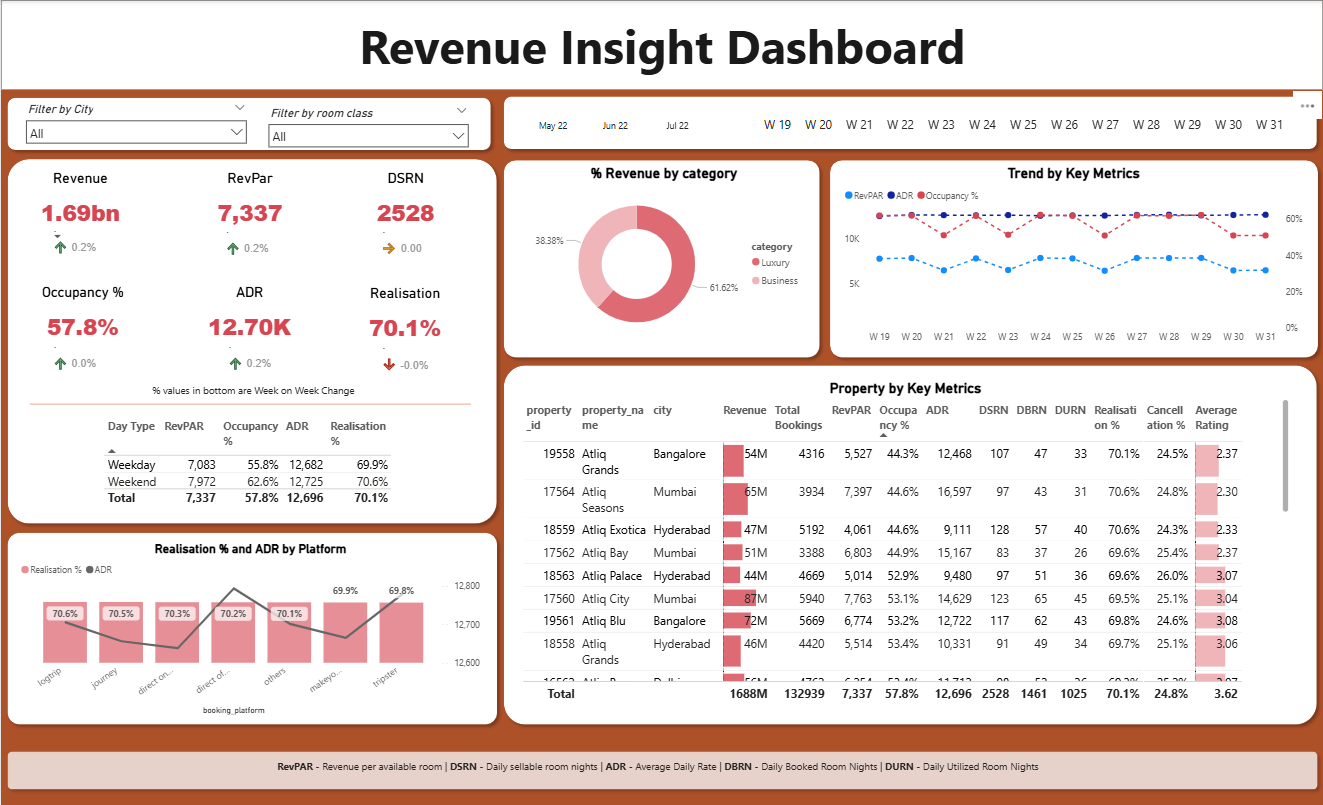 Revenue Insight Dashboard
Filter by City
All
Filter by room class
All
May 22 Jun 22 Jul 22 W 19 W 20 W 21 W 22 W 23 W 24 W 25 W 26 W 27 W 28 W 29 W 30 W 31
Revenue RevPar DSRN
1.69bn 7,337 2528
0.2% 0.2% 0.00
Occupancy % ADR Realisation
57.8% 12.70K 70.1%
0.0% 0.2% -0.0%
% values in bottom are Week on Week Change
Day Type RevPAR Occupancy % ADR Realisation %
Weekday 7,083 55.8% 12,682 69.9%
Weekend 7,972 62.6% 12,725 70.6%
Total 7,337 57.8% 12,696 70.1%
% Revenue by category
38.38%
61.62%
category
Luxury
Business
Trend by Key Metrics
RevPAR ADR Occupancy %
10K
5K
60%
40%
20%
0%
W 19 W 20 W 21 W 22 W 23 W 24 W 25 W 26 W 27 W 28 W 29 W 30 W 31
Realisation % and ADR by Platform
Realisation % ADR
70.6% 70.5% 70.3% 70.2% 70.1% 69.9% 69.8%
12,800
12,700
12,600
logtrip journey direct on... direct of... others makeyo... tripster
booking_platform
Property by Key Metrics
property_id property_name city Revenue Total Bookings RevPAR Occupancy % ADR DSRN DBRN DURN Realisation % Cancellation % Average Rating
19558 Atliq Grands Bangalore 54M 4316 5,527 44.3% 12,468 107 47 33 70.1% 24.5% 2.37
17564 Atliq Seasons Mumbai 65M 3934 7,397 44.6% 16,597 97 43 31 70.6% 24.8% 2.30
18559 Atliq Exotica Hyderabad 47M 5192 4,061 44.6% 9,111 128 57 40 70.6% 24.3% 2.33
17562 Atliq Bay Mumbai 51M 3388 6,803 44.9% 15,167 83 37 26 69.6% 25.4% 2.37
18563 Atliq Palace Hyderabad 44M 4669 5,014 52.9% 9,480 97 51 36 69.6% 26.0% 3.07
17560 Atliq City Mumbai 87M 5940 7,763 53.1% 14,629 123 65 45 69.5% 25.1% 3.04
19561 Atliq Blu Bangalore 72M 5669 6,774 53.2% 12,722 117 62 43 69.8% 24.6% 3.08
18558 Atliq Grands Hyderabad 46M 4420 5,514 53.4% 10,331 91 49 34 69.7% 25.1% 3.06
Total 1688M 132939 7,337 57.8% 12,696 2528 1461 1025 70.1% 24.8% 3.62
RevPAR - Revenue per available room | DSRN - Daily sellable room nights | ADR - Average Daily Rate | DBRN - Daily Booked Room Nights | DURN - Daily Utilized Room Nights